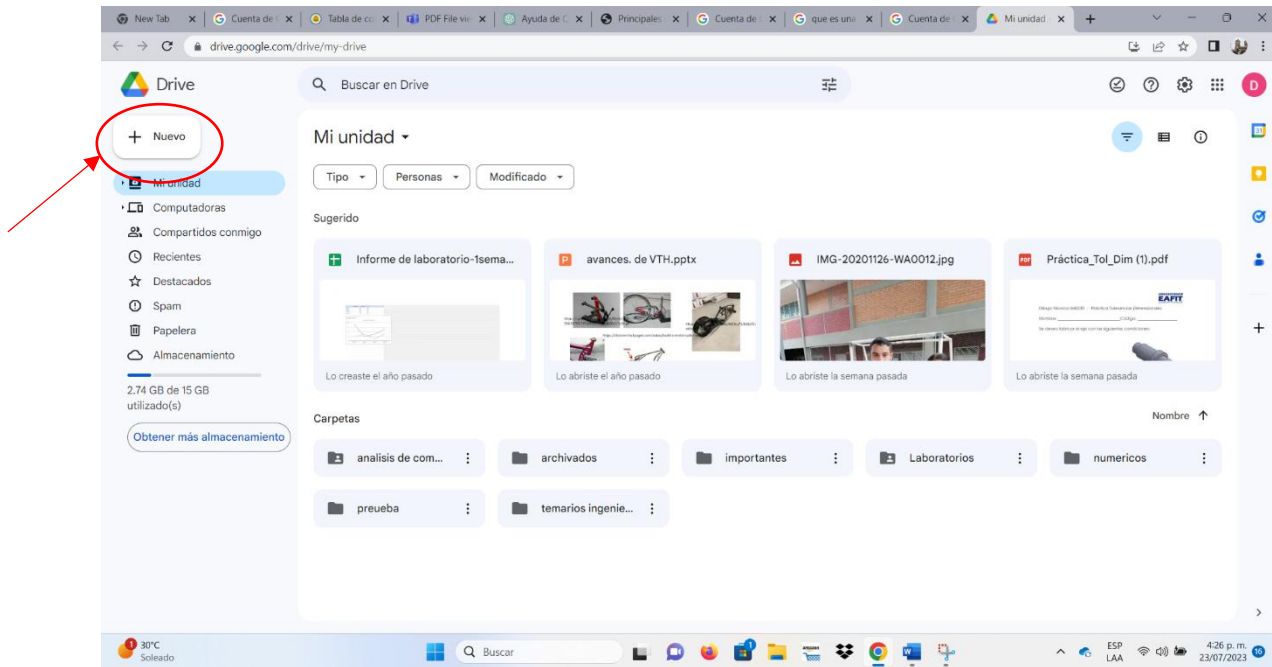 New Tab
Cuenta de G
Tabla de co
PDF File vie
Ayuda de C
Principales
Cuenta de
que es una
Cuenta de
Mi unidad
drive.google.com/drive/my-drive
Drive
Buscar en Drive
D
Nuevo
Mi unidad
31
Tipo
Personas
Modificado
Mi unidad
Computadoras
Compartidos conmigo
Recientes
Destacados
Spam
Papelera
Almacenamiento
2.74 GB de 15 GB
utilizado(s)
Obtener más almacenamiento
Sugerido
Informe de laboratorio-1sema...
P avances. de VTH.pptx
IMG-20201126-WA0012.jpg
PDF Práctica_Tol_Dim (1).pdf
EAFIT
Lo creaste el año pasado
Lo abriste el año pasado
Lo abriste la semana pasada
Lo abriste la semana pasada
Carpetas
Nombre
analisis de com...
archivados
importantes
Laboratorios
numericos
preueba
temarios ingenie...
30°C
Soleado
Buscar
ESP
LAA
4:26 p. m.
23/07/2023
16